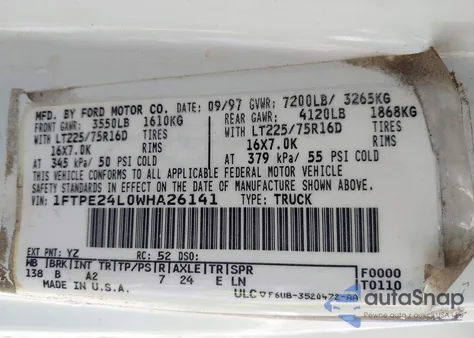 MFD. BY FORD MOTOR CO. DATE: 09/97 GVWR: 7200LB/ 3265KG
FRONT GAWR: 3550LB 1610KG REAR GAWR: 4120LB 1868KG
WITH LT225/75R16D TIRES WITH LT225/75R16D TIRES
16X7.0K RIMS 16X7.0K RIMS
AT 345 kPa/ 50 PSI COLD AT 379 kPa/ 55 PSI COLD
THIS VEHICLE CONFORMS TO ALL APPLICABLE FEDERAL MOTOR VEHICLE
SAFETY STANDARDS IN EFFECT ON THE DATE OF MANUFACTURE SHOWN ABOVE.
VIN: 1FTPE24L0WHA26141 TYPE: TRUCK
EXT PNT: YZ RC: 52 DSO:
WB BRK INT TR TP/PS R AXLE TR SPR
138 B A2 7 24 E LN
F0000
T0110
MADE IN U.S.A.
ULC F6UB-3520472-AA
autoSnap